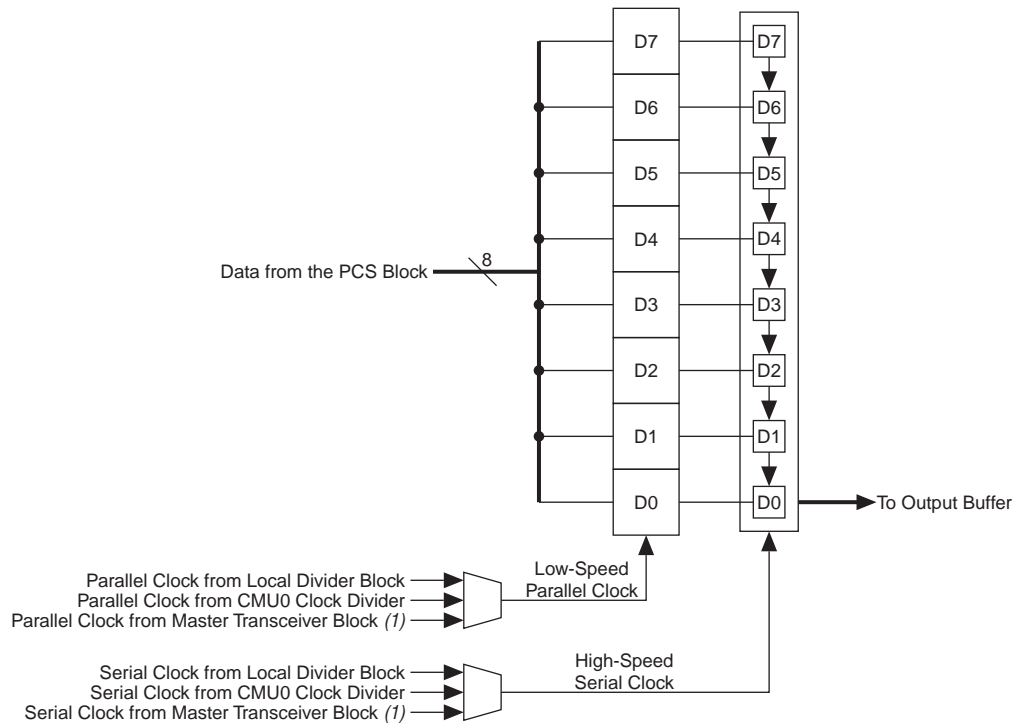 D7 D7
D6 D6
D5 D5
D4 D4
8
Data from the PCS Block
D3 D3
D2 D2
D1 D1
D0 D0 To Output Buffer
Low-Speed
Parallel Clock
Parallel Clock from Local Divider Block
Parallel Clock from CMU0 Clock Divider
Parallel Clock from Master Transceiver Block (1)
High-Speed
Serial Clock
Serial Clock from Local Divider Block
Serial Clock from CMU0 Clock Divider
Serial Clock from Master Transceiver Block (1)